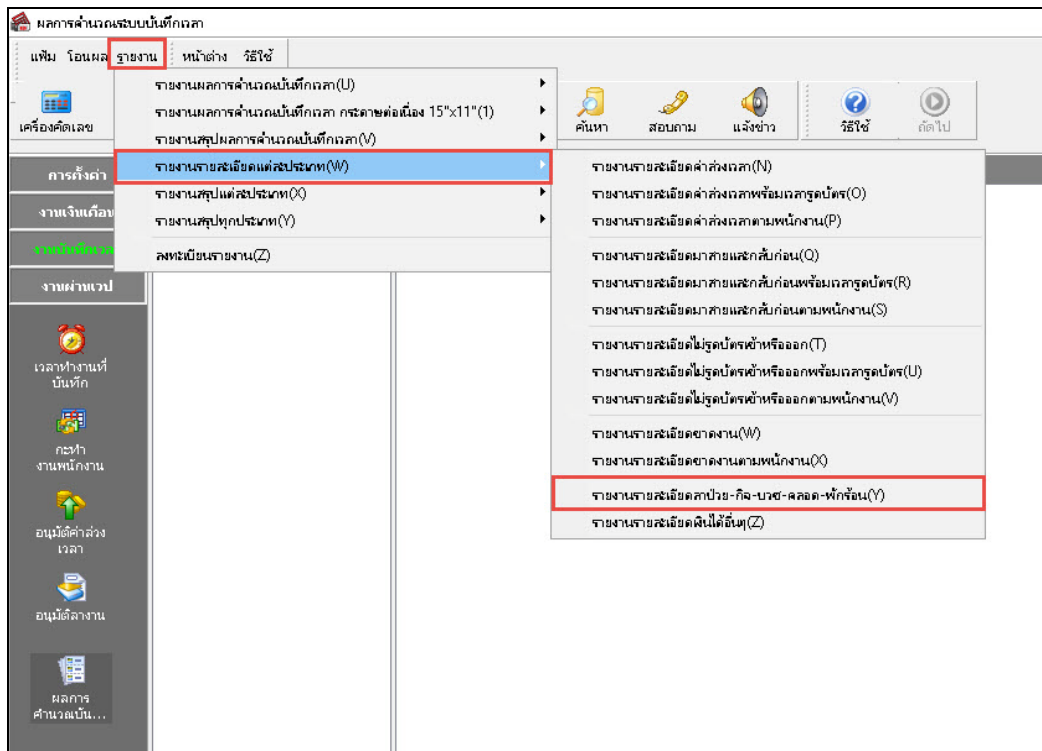 ผลการคำนวณระบบบันทึกเวลา
แฟ้ม โอนผล รายงาน หน้าต่าง วิธีใช้
เครื่องคิดเลข ค้นหา สอบถาม แจ้งข่าว วิธีใช้ ถัดไป
รายงานผลการคำนวณบันทึกเวลา(U)
รายงานผลการคำนวณบันทึกเวลา กระดาษต่อเนื่อง 15"x11"(1)
รายงานสรุปผลการคำนวณบันทึกเวลา(V)
รายงานรายละเอียดแต่ละประเภท(W)
รายงานสรุปแต่ละประเภท(X)
รายงานสรุปทุกประเภท(Y)
ลงทะเบียนรายงาน(Z)
รายงานรายละเอียดค่าล่วงเวลา(N)
รายงานรายละเอียดค่าล่วงเวลาพร้อมเวลารูดบัตร(O)
รายงานรายละเอียดค่าล่วงเวลาตามพนักงาน(P)
รายงานรายละเอียดมาสายและกลับก่อน(Q)
รายงานรายละเอียดมาสายและกลับก่อนพร้อมเวลารูดบัตร(R)
รายงานรายละเอียดมาสายและกลับก่อนตามพนักงาน(S)
รายงานรายละเอียดไม่รูดบัตรเข้าหรือออก(T)
รายงานรายละเอียดไม่รูดบัตรเข้าหรือออกพร้อมเวลารูดบัตร(U)
รายงานรายละเอียดไม่รูดบัตรเข้าหรือออกตามพนักงาน(V)
รายงานรายละเอียดขาดงาน(W)
รายงานรายละเอียดขาดงานตามพนักงาน(X)
รายงานรายละเอียดลาป่วย-กิจ-บวช-คลอด-พักร้อน(Y)
รายงานรายละเอียดเงินได้อื่นๆ(Z)
การตั้งค่า
งานเงินเดือน
งานบันทึกเวลา
งานผ่านเวป
เวลาทำงานที่
บันทึก
กะทำ
งานพนักงาน
อนุมัติค่าล่วง
เวลา
อนุมัติลางาน
ผลการ
คำนวณบัน...